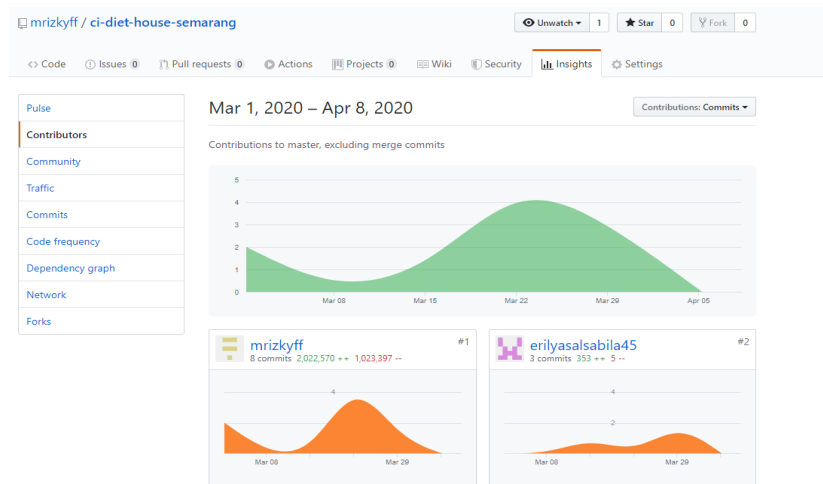 mrizkyff / ci-diet-house-semarang
Unwatch 1 Star 0 Fork 0
Code Issues 0 Pull requests 0 Actions Projects 0 Wiki Security Insights Settings
Pulse
Contributors
Community
Traffic
Commits
Code frequency
Dependency graph
Network
Forks
Mar 1, 2020 – Apr 8, 2020
Contributions: Commits
Contributions to master, excluding merge commits
5
4
3
2
1
0
Mar 08 Mar 15 Mar 22 Mar 29 Apr 05
mrizkyff #1
8 commits 2,022,570 ++ 1,023,397 --
4
Mar 08 Mar 29
erilyasalsabila45 #2
3 commits 353 ++ 5 --
4
2
Mar 08 Mar 29